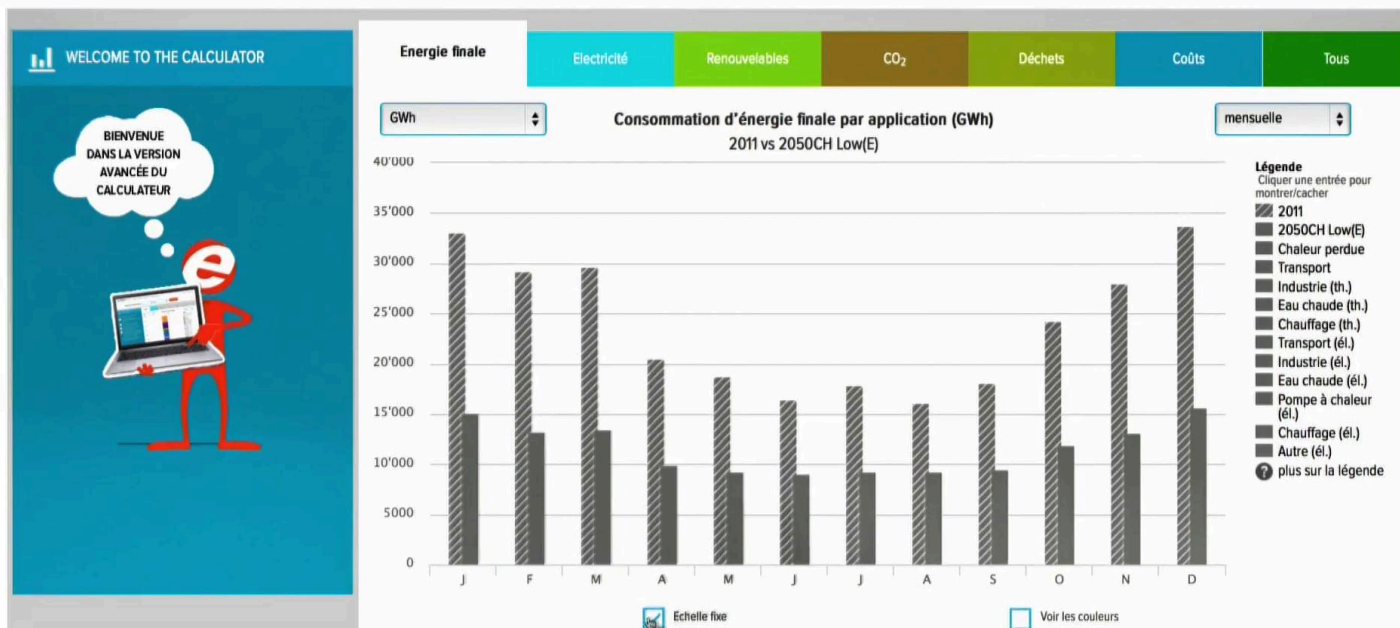 WELCOME TO THE CALCULATOR
BIENVENUE
DANS LA VERSION
AVANCÉE DU
CALCULATEUR
e
Energie finale
Electricité
Renouvelables
CO₂
Déchets
Coûts
Tous
GWh
Consommation d'énergie finale par application (GWh)
2011 vs 2050CH Low(E)
mensuelle
40'000
35'000
30'000
25'000
20'000
15'000
10'000
5000
0
J F M A M J J A S O N D
Légende
Cliquer une entrée pour
montrer/cacher
2011
2050CH Low(E)
Chaleur perdue
Transport
Industrie (th.)
Eau chaude (th.)
Chauffage (th.)
Transport (él.)
Industrie (él.)
Eau chaude (él.)
Pompe à chaleur
(él.)
Chauffage (él.)
Autre (él.)
? plus sur la légende
Echelle fixe
Voir les couleurs